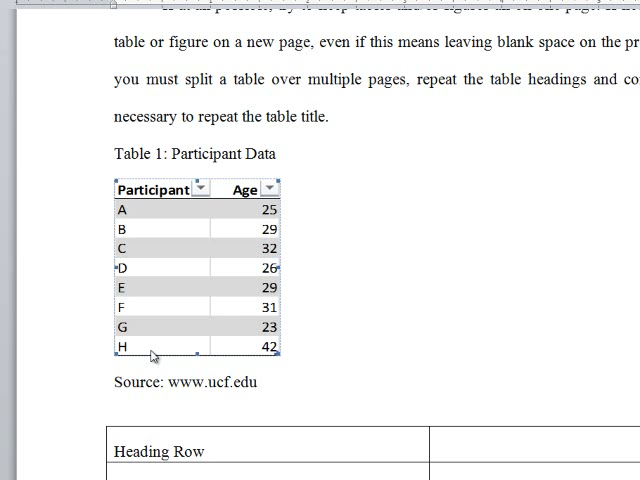 table or figure on a new page, even if this means leaving blank space on the pr
you must split a table over multiple pages, repeat the table headings and co
necessary to repeat the table title.
Table 1: Participant Data
Participant Age
A 25
B 29
C 32
D 26
E 29
F 31
G 23
H 42
Source: www.ucf.edu
Heading Row